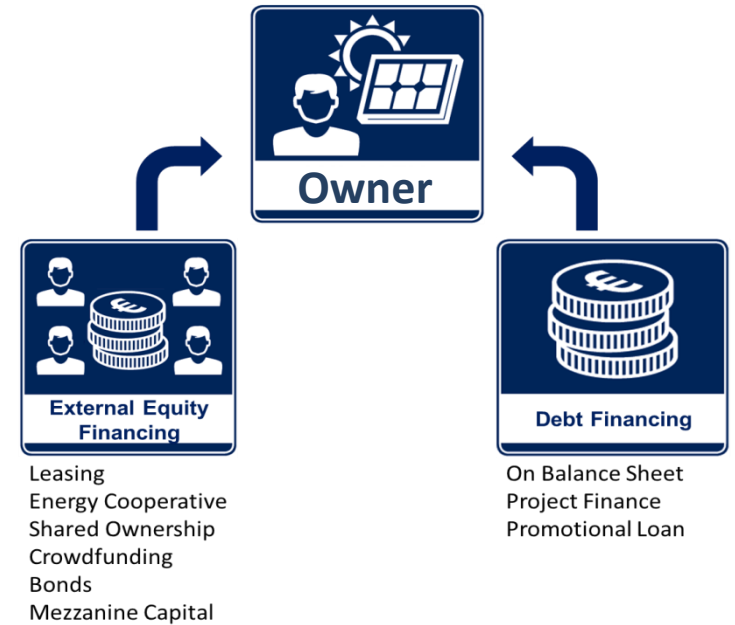 Owner
External Equity
Financing
Leasing
Energy Cooperative
Shared Ownership
Crowdfunding
Bonds
Mezzanine Capital
Debt Financing
On Balance Sheet
Project Finance
Promotional Loan